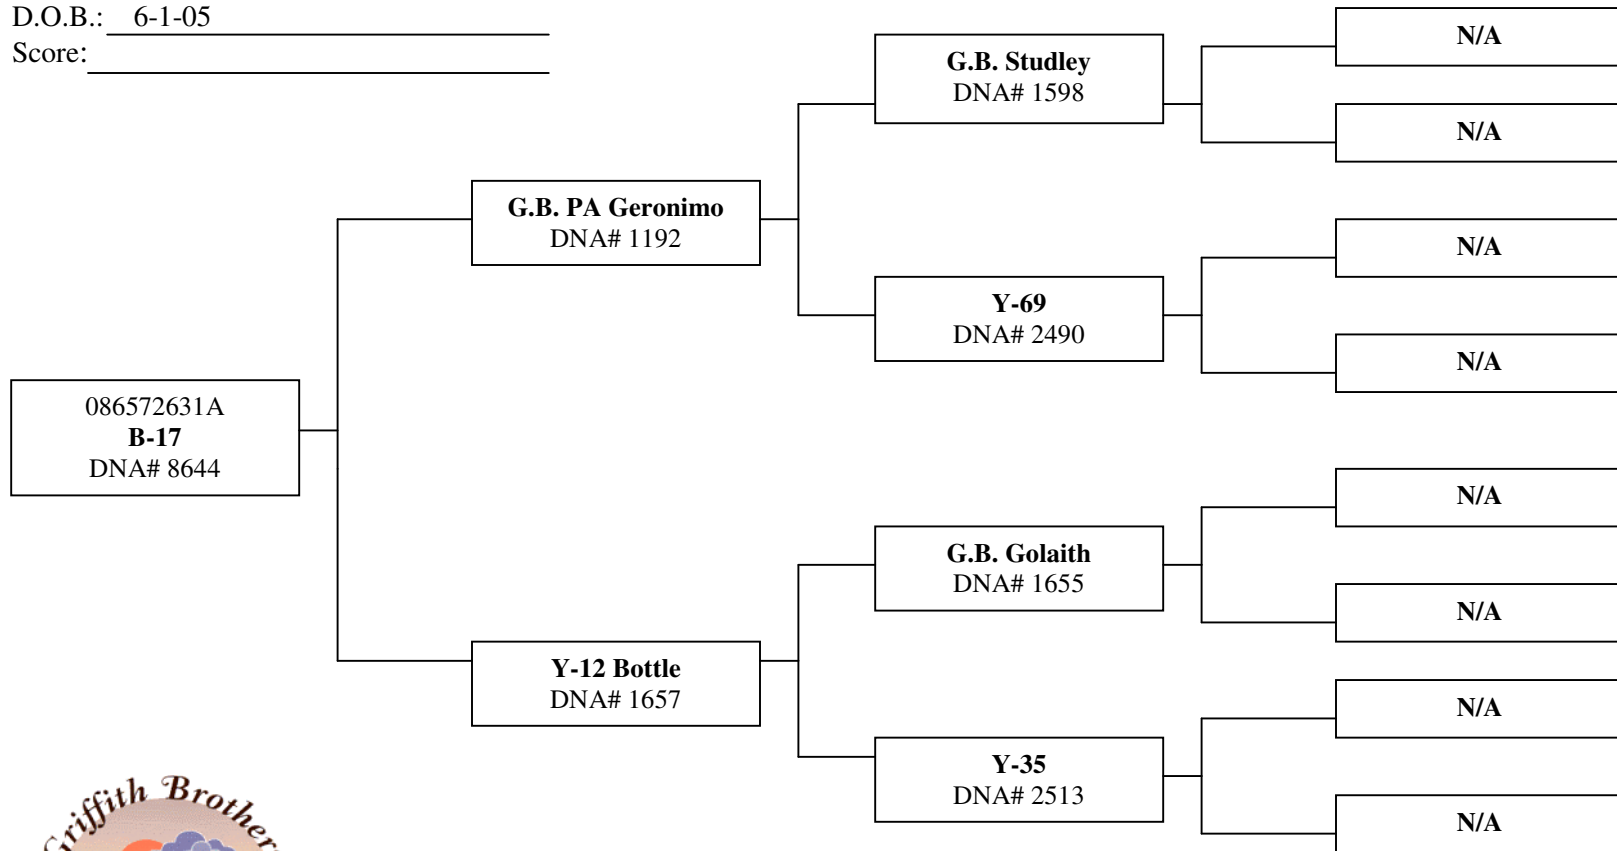 D.O.B.: 6-1-05
Score:
N/A
G.B. Studley
DNA# 1598
N/A
G.B. PA Geronimo
DNA# 1192
N/A
Y-69
DNA# 2490
N/A
086572631A
B-17
DNA# 8644
N/A
G.B. Golaith
DNA# 1655
N/A
Y-12 Bottle
DNA# 1657
N/A
Y-35
DNA# 2513
N/A
Griffith Brothers